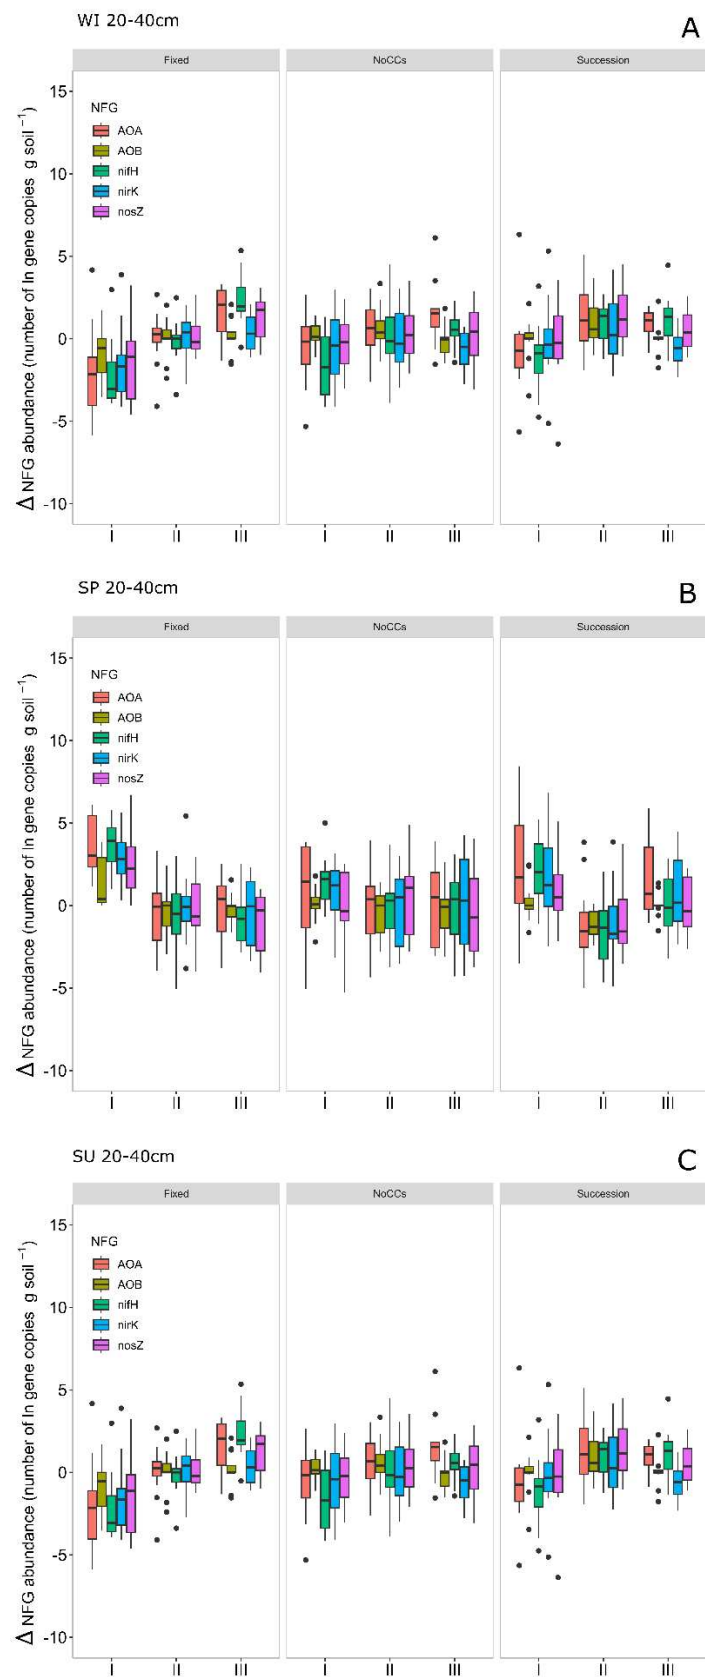 WI 20-40cm
A
Fixed NoCCs Succession
15
10
5
0
-5
-10
Δ NFG abundance (number of ln gene copies g soil ⁻¹)
NFG
AOA
AOB
nifH
nirK
nosZ
I II III I II III I II III
SP 20-40cm
B
Fixed NoCCs Succession
15
10
5
0
-5
-10
Δ NFG abundance (number of ln gene copies g soil ⁻¹)
NFG
AOA
AOB
nifH
nirK
nosZ
I II III I II III I II III
SU 20-40cm
C
Fixed NoCCs Succession
15
10
5
0
-5
-10
Δ NFG abundance (number of ln gene copies g soil ⁻¹)
NFG
AOA
AOB
nifH
nirK
nosZ
I II III I II III I II III